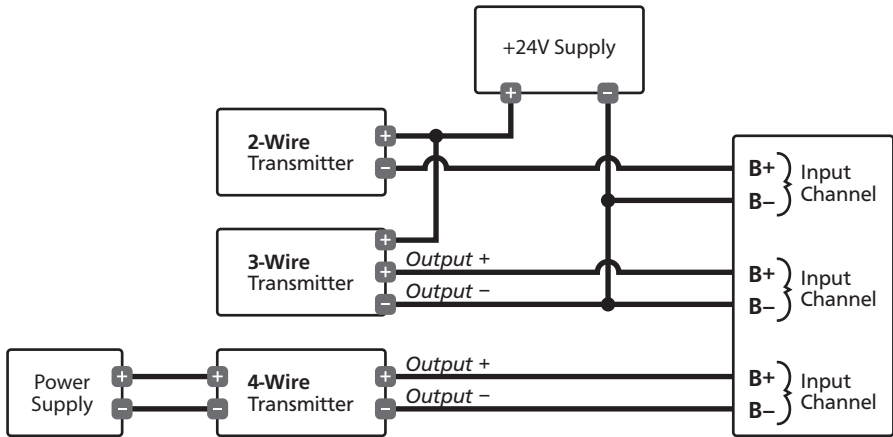 +24V Supply
+
−
2-Wire
Transmitter
+
−
B+
B−
Input
Channel
3-Wire
Transmitter
+
+
−
Output +
Output −
B+
B−
Input
Channel
Power
Supply
+
−
+
−
4-Wire
Transmitter
+
−
Output +
Output −
B+
B−
Input
Channel